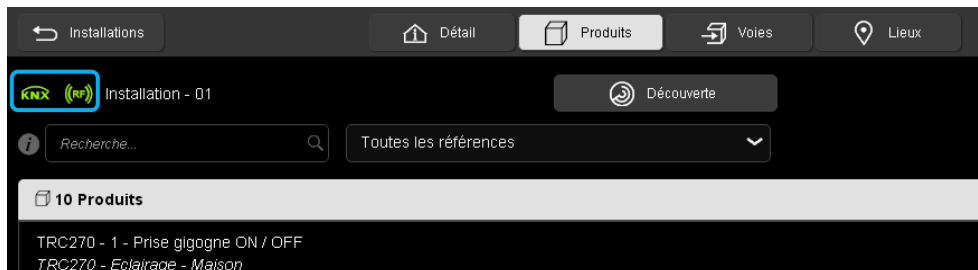 Installations
Détail
Produits
Voies
Lieux
KNX ((RF)) Installation - 01
Découverte
i Recherche...
Toutes les références
10 Produits
TRC270 - 1 - Prise gigogne ON / OFF
TRC270 - Eclairage - Maison